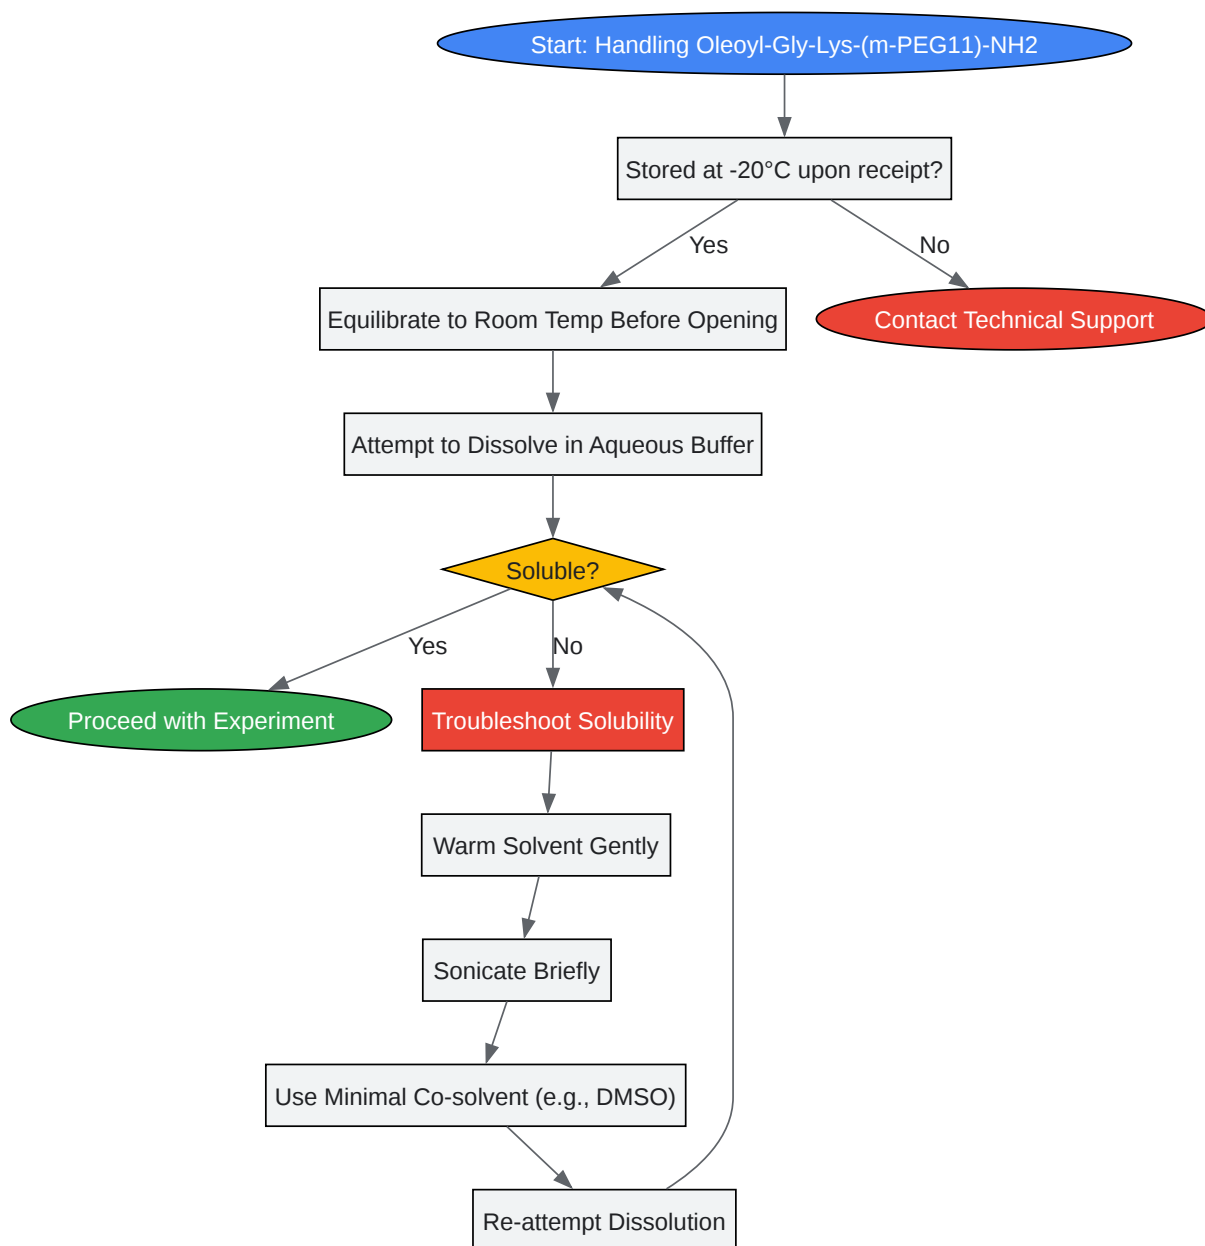 Start: Handling Oleoyl-Gly-Lys-(m-PEG11)-NH2
Stored at -20°C upon receipt?
Yes
No
Equilibrate to Room Temp Before Opening
Contact Technical Support
Attempt to Dissolve in Aqueous Buffer
Soluble?
Yes
No
Proceed with Experiment
Troubleshoot Solubility
Warm Solvent Gently
Sonicate Briefly
Use Minimal Co-solvent (e.g., DMSO)
Re-attempt Dissolution